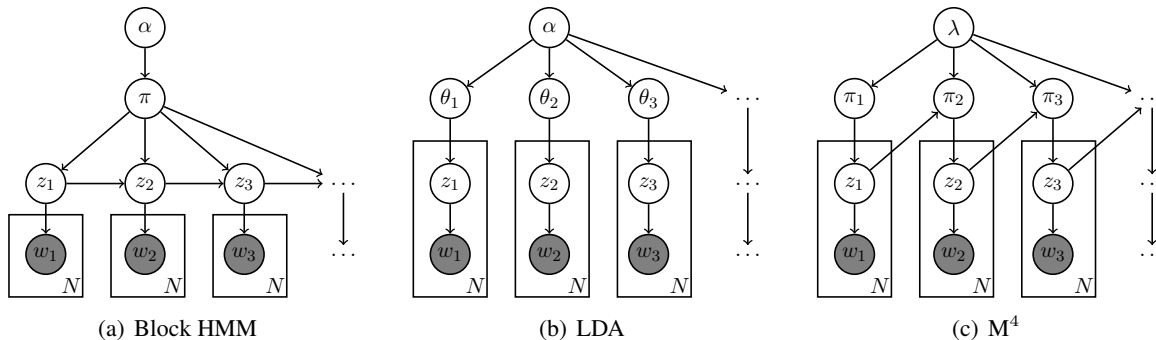 α α λ
π θ₁ θ₂ θ₃ ... π₁ π₂ π₃ ...
z₁ z₂ z₃ ... z₁ z₂ z₃ ... z₁ z₂ z₃ ...
w₁ w₂ w₃ ... w₁ w₂ w₃ ... w₁ w₂ w₃ ...
N N N N N N N N N
(a) Block HMM (b) LDA (c) M⁴